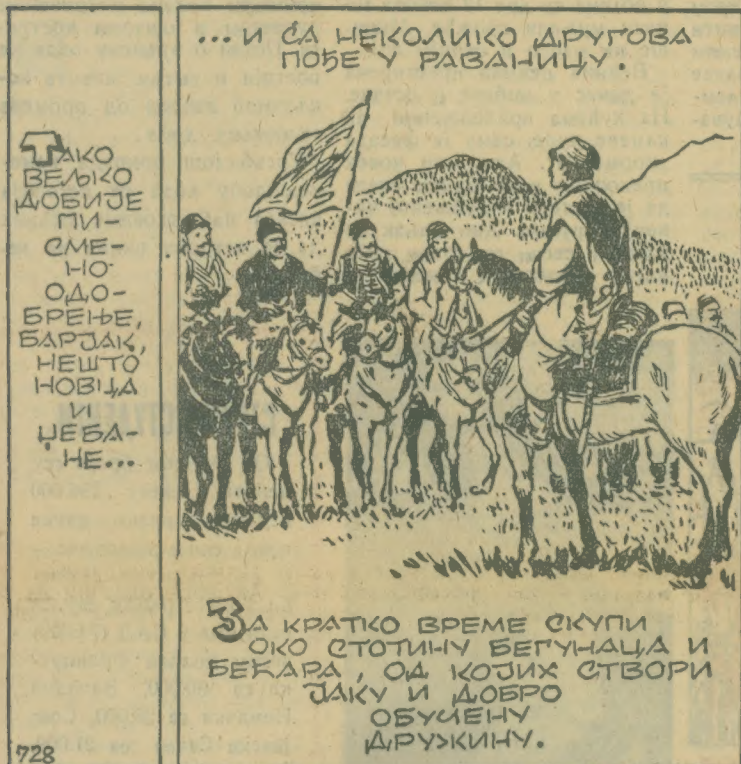 ТАКО
ВЕЉКО
ДОБИЈЕ
ПИ-
СМЕ-
НО
ОДО-
БРЕЊЕ,
БАРЈАК,
НЕШТО
НОВЦА
И
ЏЕБА-
НЕ...
...И СА НЕКОЛИКО ДРУГОВА
ПОЂЕ У РАВАНИЦУ.
ЗА КРАТКО ВРЕМЕ СКУПИ
ОКО СТОТИНУ БЕГУНАЦА И
БЕЋАРА, ОД КОЈИХ СТВОРИ
ЈАКУ И ДОБРО
ОБУЧЕНУ
ДРУЖИНУ.
728